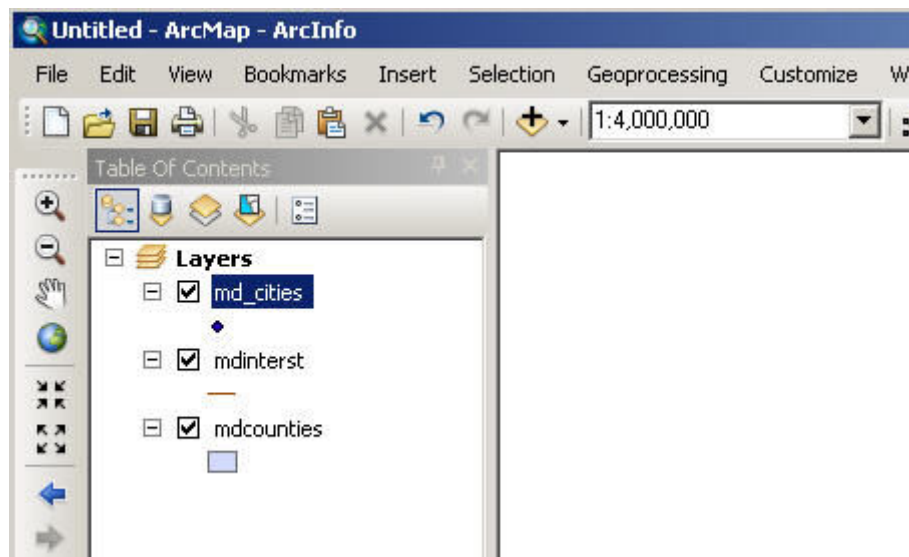 Untitled - ArcMap - ArcInfo
File Edit View Bookmarks Insert Selection Geoprocessing Customize W
1:4,000,000
Table Of Contents
Layers
md_cities
mdinterst
mdcounties